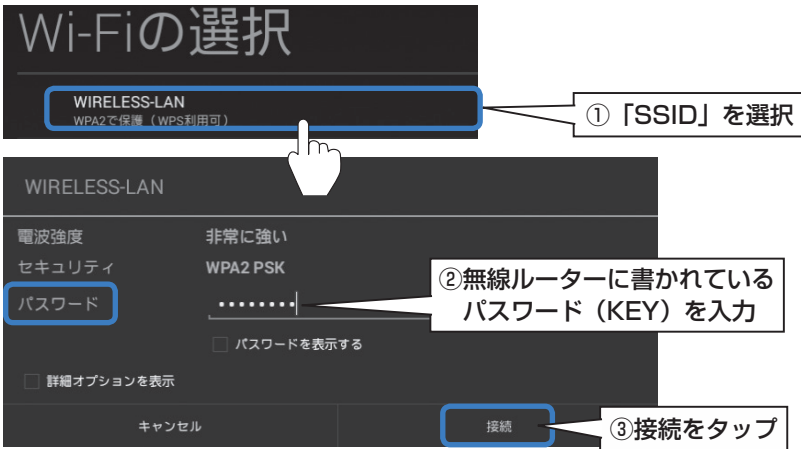 Wi-Fiの選択
WIRELESS-LAN
WPA2で保護（WPS利用可）
①「SSID」を選択
WIRELESS-LAN
電波強度 非常に強い
セキュリティ WPA2 PSK
パスワード ••••••••
②無線ルーターに書かれている
パスワード（KEY）を入力
パスワードを表示する
詳細オプションを表示
キャンセル 接続
③接続をタップ